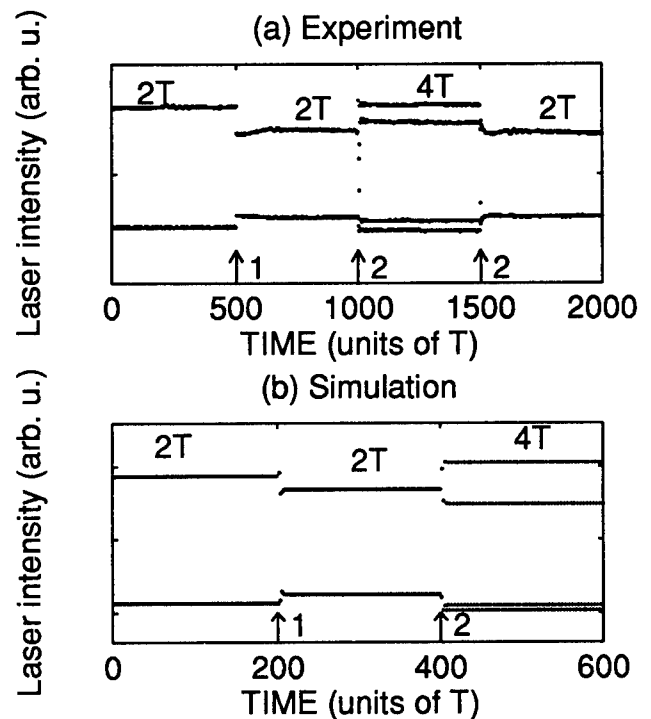 (a) Experiment
Laser intensity (arb. u.)
2T
2T
4T
2T
1
2
2
0
500
1000
1500
2000
TIME (units of T)
(b) Simulation
Laser intensity (arb. u.)
2T
2T
4T
1
2
0
200
400
600
TIME (units of T)